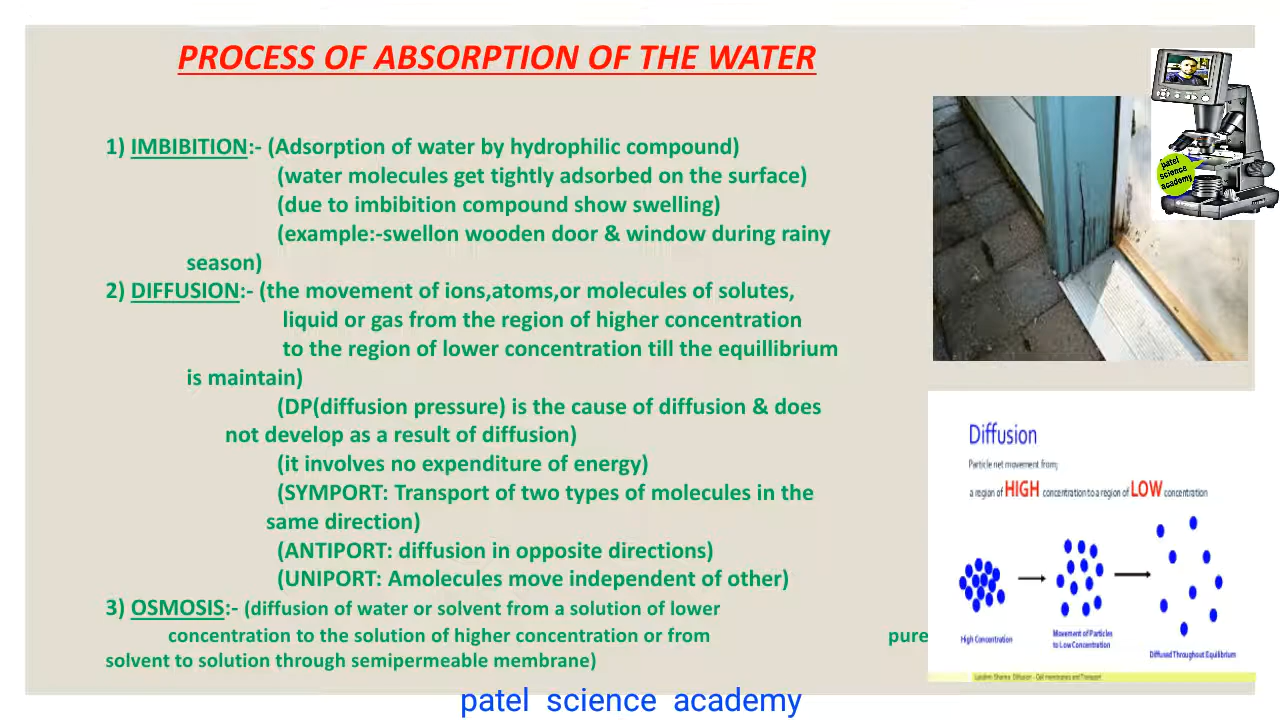 PROCESS OF ABSORPTION OF THE WATER
1) IMBIBITION:- (Adsorption of water by hydrophilic compound)
(water molecules get tightly adsorbed on the surface)
(due to imbibition compound show swelling)
(example:-swellon wooden door & window during rainy
season)
2) DIFFUSION:- (the movement of ions,atoms,or molecules of solutes,
liquid or gas from the region of higher concentration
to the region of lower concentration till the equillibrium
is maintain)
(DP(diffusion pressure) is the cause of diffusion & does
not develop as a result of diffusion)
(it involves no expenditure of energy)
(SYMPORT: Transport of two types of molecules in the
same direction)
(ANTIPORT: diffusion in opposite directions)
(UNIPORT: Amolecules move independent of other)
3) OSMOSIS:- (diffusion of water or solvent from a solution of lower
concentration to the solution of higher concentration or from pure
solvent to solution through semipermeable membrane)
patel science academy
patel
science
academy
Diffusion
Particle net movement from;
a region of HIGH concentration to a region of LOW concentration
High Concentration
Movement of Particles
to Low Concentration
Diffused Throughout Equilibrium
Sharma, Diffusion - Cell membranes and Transport